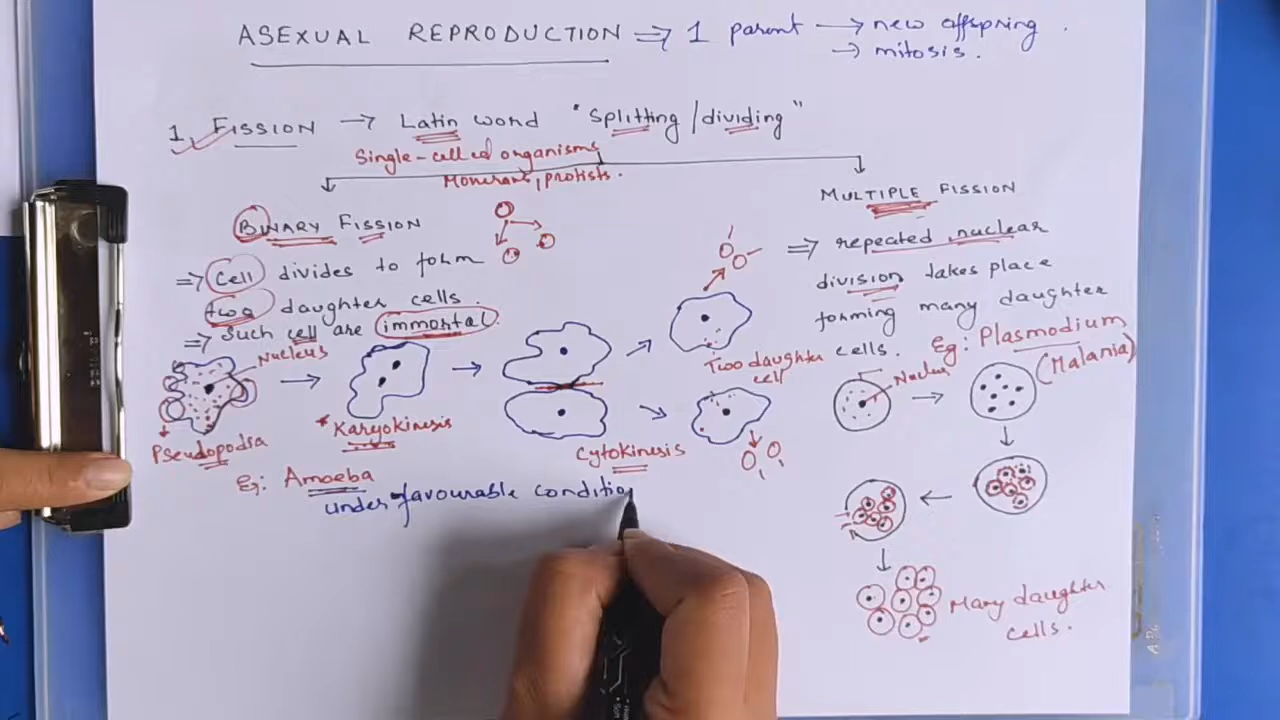 ASEXUAL REPRODUCTION ⇒ 1 parent → new offspring.
→ mitosis.
1. FISSION → Latin word "Splitting/dividing"
Single-celled organisms
Monerans, protists.
BINARY FISSION
⇒ Cell divides to form
two daughter cells.
⇒ Such cell are immortal.
Nucleus
Pseudopodia
* Karyokinesis
Cytokinesis
Two daughter
cell
Eg: Amoeba
under favourable conditio
MULTIPLE FISSION
⇒ repeated nuclear
division takes place
forming many daughter
cells. Eg: Plasmodium
(Malaria)
Nucleus
Many daughter
cells.